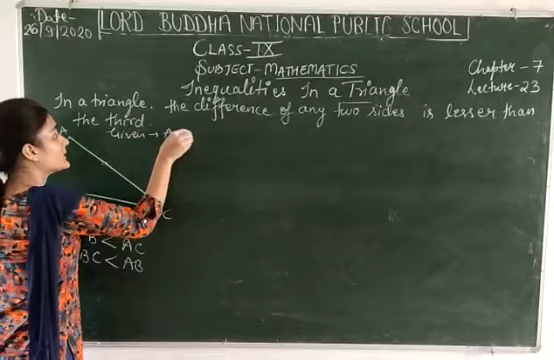 Date-
26/9/2020
LORD BUDDHA NATIONAL PUBLIC SCHOOL
CLASS-IX
SUBJECT-MATHEMATICS
Chapter-7
Inequalities In a Triangle
Lecture-23
In a triangle, the difference of any two sides is lesser than
the third.
Given → A
A
C
B < AC
BC < AB